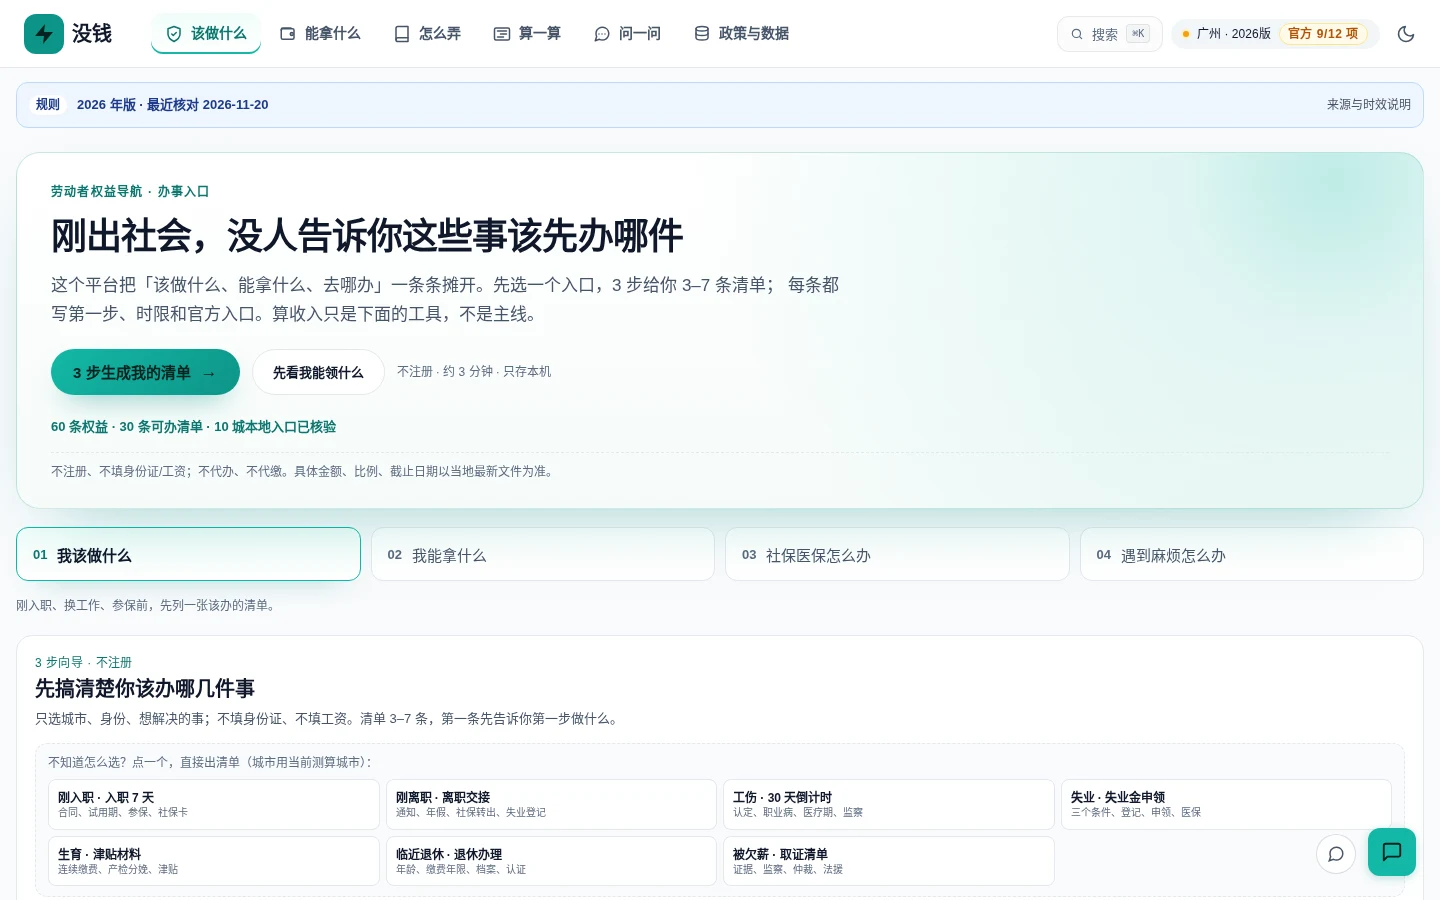 没钱
该做什么
能拿什么
怎么弄
算一算
问一问
政策与数据
搜索 ⌘K
广州 · 2026版 官方 9/12 项
规则 2026 年版 · 最近核对 2026-11-20
来源与时效说明
劳动者权益导航 · 办事入口
刚出社会，没人告诉你这些事该先办哪件
这个平台把「该做什么、能拿什么、去哪办」一条条摊开。先选一个入口，3 步给你 3–7 条清单； 每条都
写第一步、时限和官方入口。算收入只是下面的工具，不是主线。
3 步生成我的清单 →
先看我能领什么
不注册 · 约 3 分钟 · 只存本机
60 条权益 · 30 条可办清单 · 10 城本地入口已核验
不注册、不填身份证/工资；不代办、不代缴。具体金额、比例、截止日期以当地最新文件为准。
01 我该做什么
02 我能拿什么
03 社保医保怎么办
04 遇到麻烦怎么办
刚入职、换工作、参保前，先列一张该办的清单。
3 步向导 · 不注册
先搞清楚你该办哪几件事
只选城市、身份、想解决的事；不填身份证、不填工资。清单 3–7 条，第一条先告诉你第一步做什么。
不知道怎么选？点一个，直接出清单（城市用当前测算城市）：
刚入职 · 入职 7 天
合同、试用期、参保、社保卡
刚离职 · 离职交接
通知、年假、社保转出、失业登记
工伤 · 30 天倒计时
认定、职业病、医疗期、监察
失业 · 失业金申领
三个条件、登记、申领、医保
生育 · 津贴材料
连续缴费、产检分娩、津贴
临近退休 · 退休办理
年龄、缴费年限、档案、认证
被欠薪 · 取证清单
证据、监察、仲裁、法援